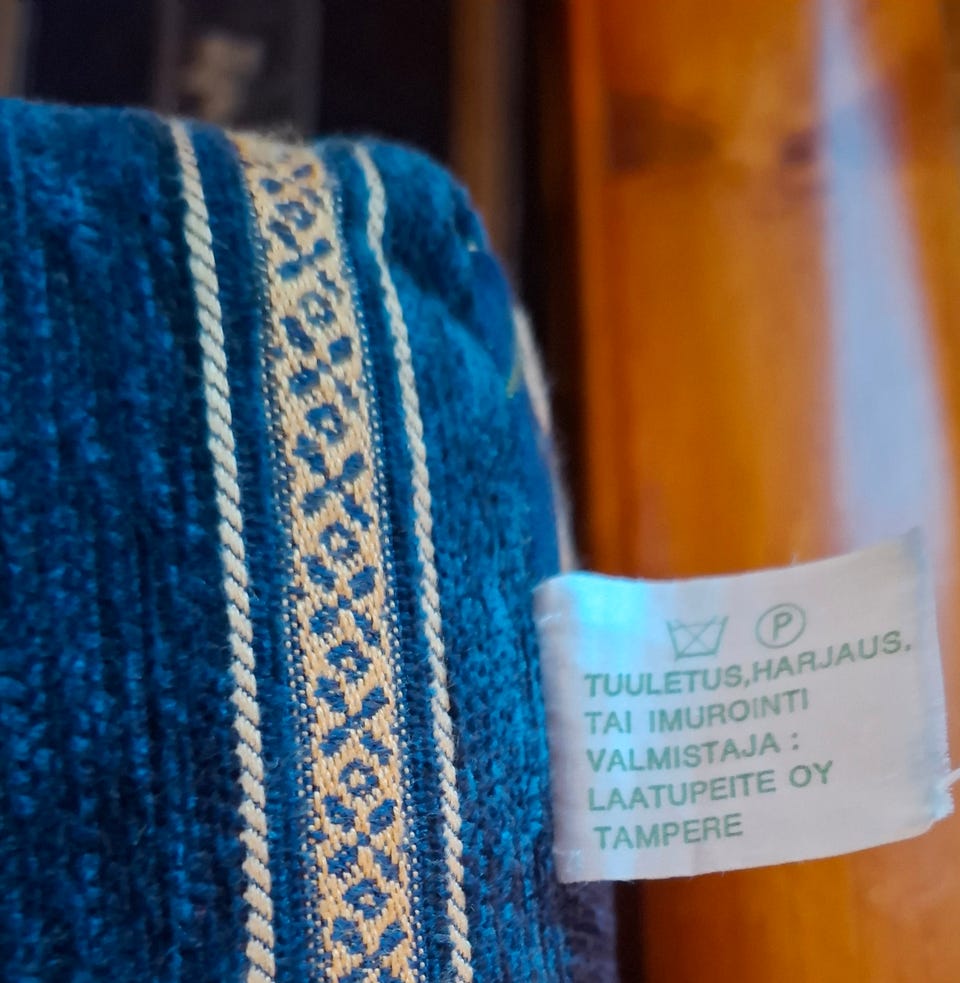 P
TUULETUS,HARJAUS.
TAI IMUROINTI
VALMISTAJA :
LAATUPEITE OY
TAMPERE